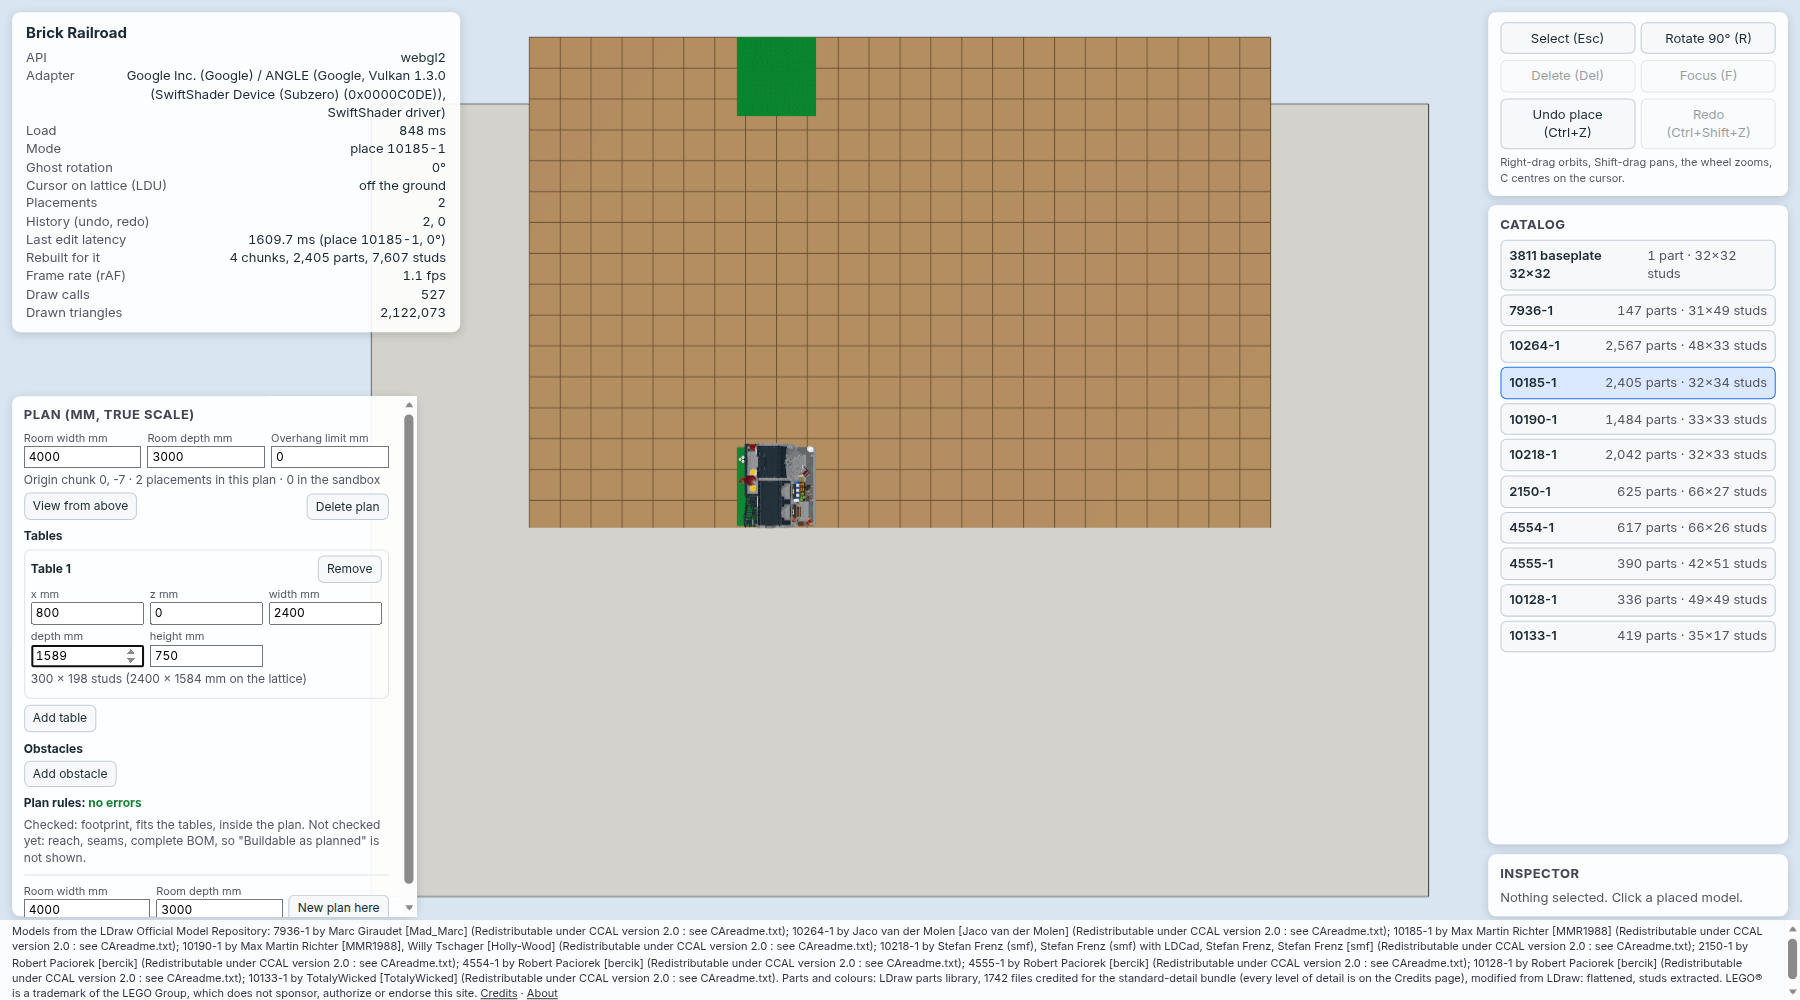 Brick Railroad
API webgl2
Adapter Google Inc. (Google) / ANGLE (Google, Vulkan 1.3.0
(SwiftShader Device (Subzero) (0x0000C0DE)),
SwiftShader driver)
Load 848 ms
Mode place 10185-1
Ghost rotation 0°
Cursor on lattice (LDU) off the ground
Placements 2
History (undo, redo) 2, 0
Last edit latency 1609.7 ms (place 10185-1, 0°)
Rebuilt for it 4 chunks, 2,405 parts, 7,607 studs
Frame rate (rAF) 1.1 fps
Draw calls 527
Drawn triangles 2,122,073
PLAN (MM, TRUE SCALE)
Room width mm Room depth mm Overhang limit mm
4000 3000 0
Origin chunk 0, -7 · 2 placements in this plan · 0 in the sandbox
View from above Delete plan
Tables
Table 1 Remove
x mm z mm width mm
800 0 2400
depth mm height mm
1589 750
300 × 198 studs (2400 × 1584 mm on the lattice)
Add table
Obstacles
Add obstacle
Plan rules: no errors
Checked: footprint, fits the tables, inside the plan. Not checked
yet: reach, seams, complete BOM, so "Buildable as planned" is
not shown.
Room width mm Room depth mm
4000 3000 New plan here
Select (Esc) Rotate 90° (R)
Delete (Del) Focus (F)
Undo place (Ctrl+Z) Redo (Ctrl+Shift+Z)
Right-drag orbits, Shift-drag pans, the wheel zooms,
C centres on the cursor.
CATALOG
3811 baseplate 32×32 1 part · 32×32 studs
7936-1 147 parts · 31×49 studs
10264-1 2,567 parts · 48×33 studs
10185-1 2,405 parts · 32×34 studs
10190-1 1,484 parts · 33×33 studs
10218-1 2,042 parts · 32×33 studs
2150-1 625 parts · 66×27 studs
4554-1 617 parts · 66×26 studs
4555-1 390 parts · 42×51 studs
10128-1 336 parts · 49×49 studs
10133-1 419 parts · 35×17 studs
INSPECTOR
Nothing selected. Click a placed model.
Models from the LDraw Official Model Repository: 7936-1 by Marc Giraudet [Mad_Marc] (Redistributable under CCAL version 2.0 : see CAreadme.txt); 10264-1 by Jaco van der Molen [Jaco van der Molen] (Redistributable under CCAL version 2.0 : see CAreadme.txt); 10185-1 by Max Martin Richter [MMR1988] (Redistributable under CCAL
version 2.0 : see CAreadme.txt); 10190-1 by Max Martin Richter [MMR1988], Willy Tschager [Holly-Wood] (Redistributable under CCAL version 2.0 : see CAreadme.txt); 10218-1 by Stefan Frenz (smf), Stefan Frenz (smf) with LDCad, Stefan Frenz, Stefan Frenz [smf] (Redistributable under CCAL version 2.0 : see CAreadme.txt); 2150-1 by
Robert Paciorek [bercik] (Redistributable under CCAL version 2.0 : see CAreadme.txt); 4554-1 by Robert Paciorek [bercik] (Redistributable under CCAL version 2.0 : see CAreadme.txt); 4555-1 by Robert Paciorek [bercik] (Redistributable under CCAL version 2.0 : see CAreadme.txt); 10128-1 by Robert Paciorek [bercik] (Redistributable
under CCAL version 2.0 : see CAreadme.txt); 10133-1 by TotalyWicked [TotalyWicked] (Redistributable under CCAL version 2.0 : see CAreadme.txt). Parts and colours: LDraw parts library, 1742 files credited for the standard-detail bundle (every level of detail is on the Credits page), modified from LDraw: flattened, studs extracted. LEGO®
is a trademark of the LEGO Group, which does not sponsor, authorize or endorse this site. Credits · About